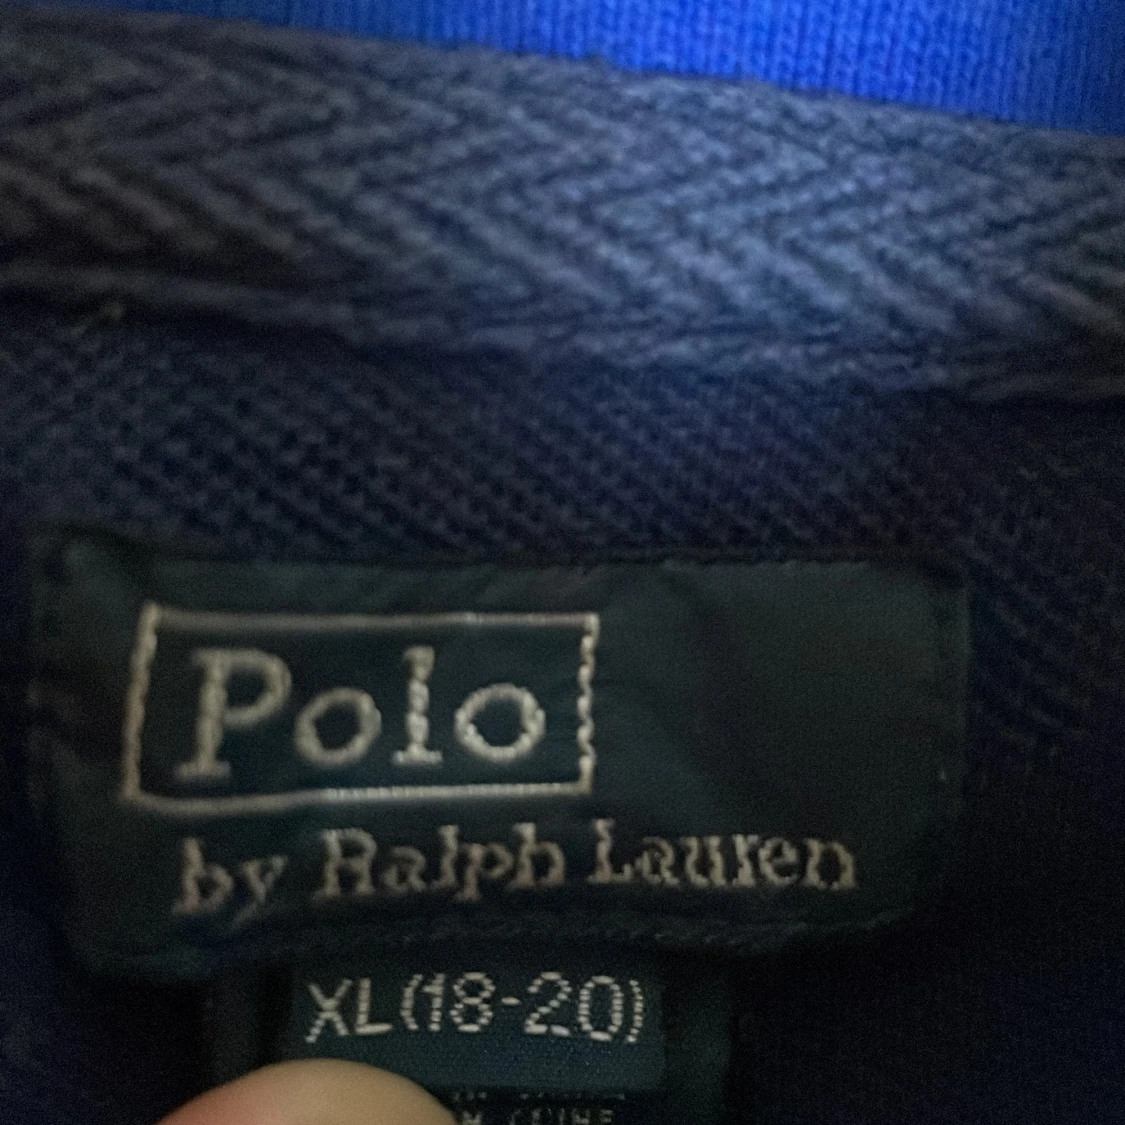 Polo
by Ralph Lauren
XL(18-20)